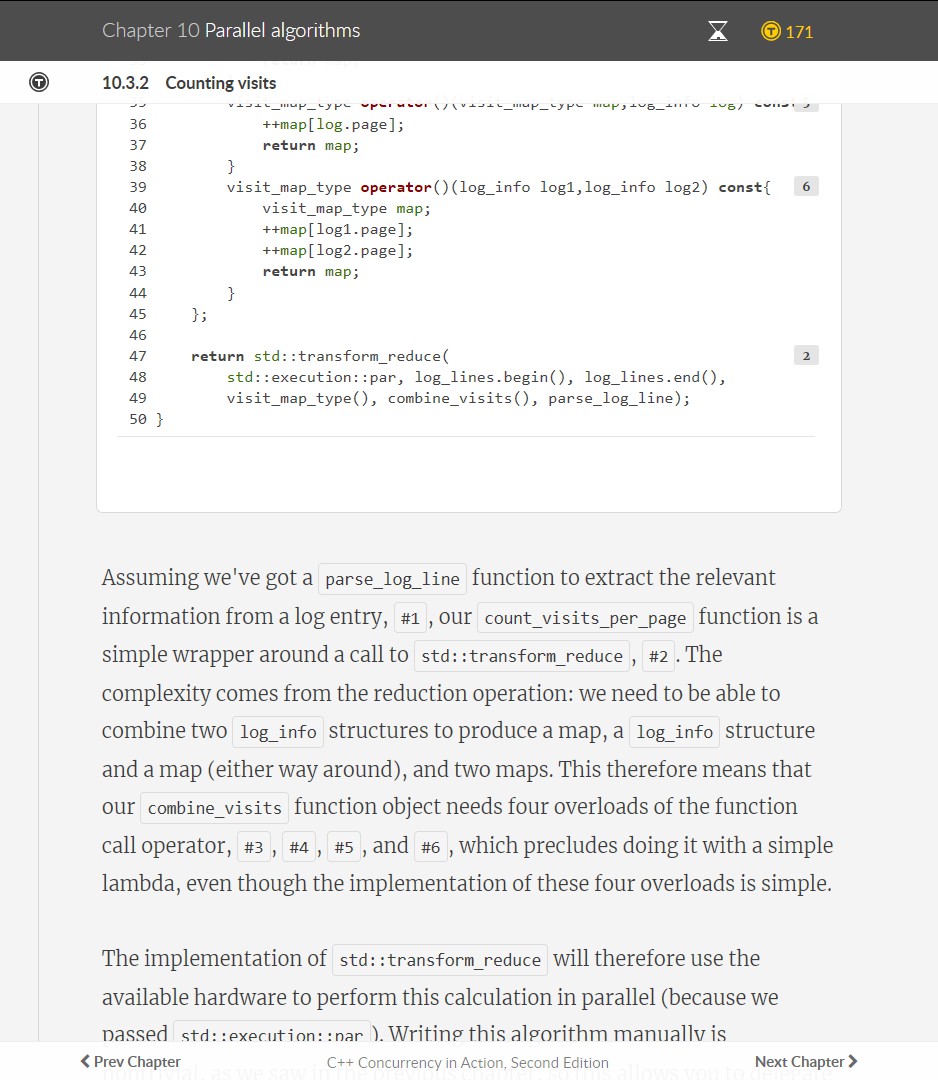 Chapter 10 Parallel algorithms
171
10.3.2 Counting visits
36 ++map[log.page];
37 return map;
38 }
39 visit_map_type operator()(log_info log1,log_info log2) const{ 6
40 visit_map_type map;
41 ++map[log1.page];
42 ++map[log2.page];
43 return map;
44 }
45 };
46
47 return std::transform_reduce( 2
48 std::execution::par, log_lines.begin(), log_lines.end(),
49 visit_map_type(), combine_visits(), parse_log_line);
50 }
Assuming we've got a parse_log_line function to extract the relevant
information from a log entry, #1 , our count_visits_per_page function is a
simple wrapper around a call to std::transform_reduce , #2 . The
complexity comes from the reduction operation: we need to be able to
combine two log_info structures to produce a map, a log_info structure
and a map (either way around), and two maps. This therefore means that
our combine_visits function object needs four overloads of the function
call operator, #3 , #4 , #5 , and #6 , which precludes doing it with a simple
lambda, even though the implementation of these four overloads is simple.
The implementation of std::transform_reduce will therefore use the
available hardware to perform this calculation in parallel (because we
passed std::execution::par ). Writing this algorithm manually is
Prev Chapter C++ Concurrency in Action, Second Edition Next Chapter